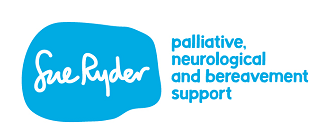 Sue Ryder
palliative,
neurological
and bereavement
support